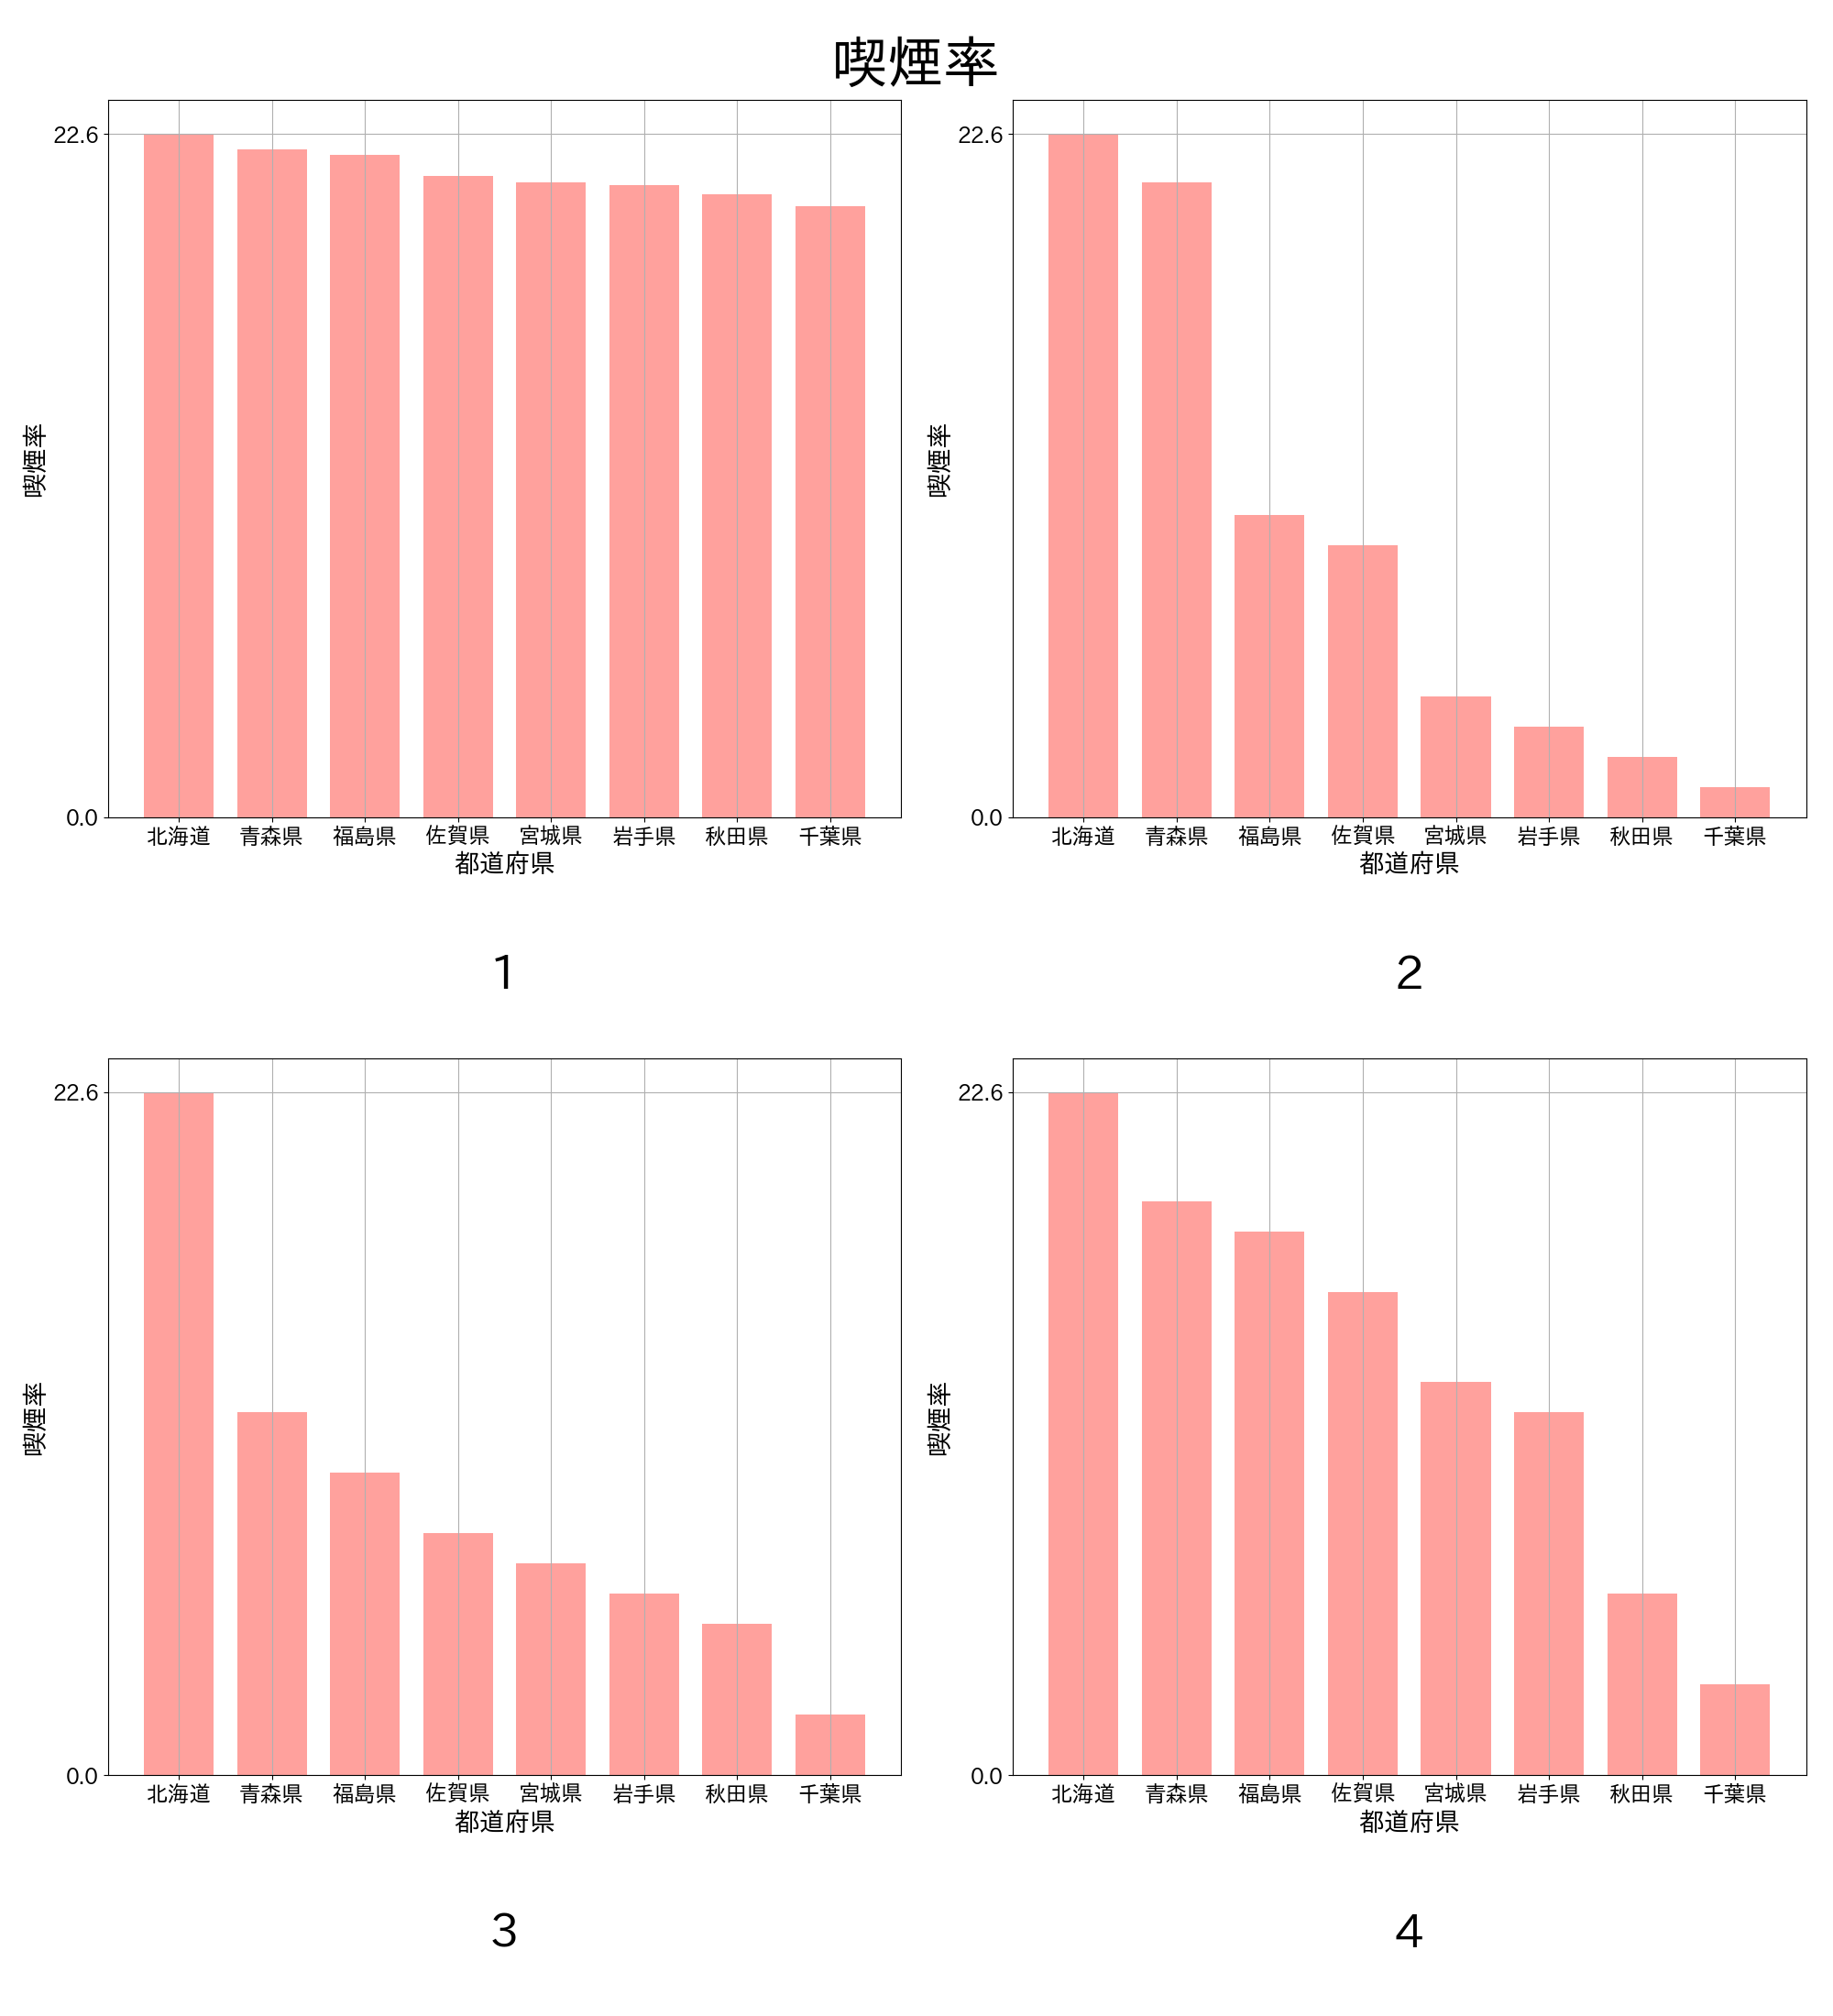 喫煙率
22.6
0.0
喫煙率
北海道 青森県 福島県 佐賀県 宮城県 岩手県 秋田県 千葉県
都道府県
1
22.6
0.0
喫煙率
北海道 青森県 福島県 佐賀県 宮城県 岩手県 秋田県 千葉県
都道府県
2
22.6
0.0
喫煙率
北海道 青森県 福島県 佐賀県 宮城県 岩手県 秋田県 千葉県
都道府県
3
22.6
0.0
喫煙率
北海道 青森県 福島県 佐賀県 宮城県 岩手県 秋田県 千葉県
都道府県
4